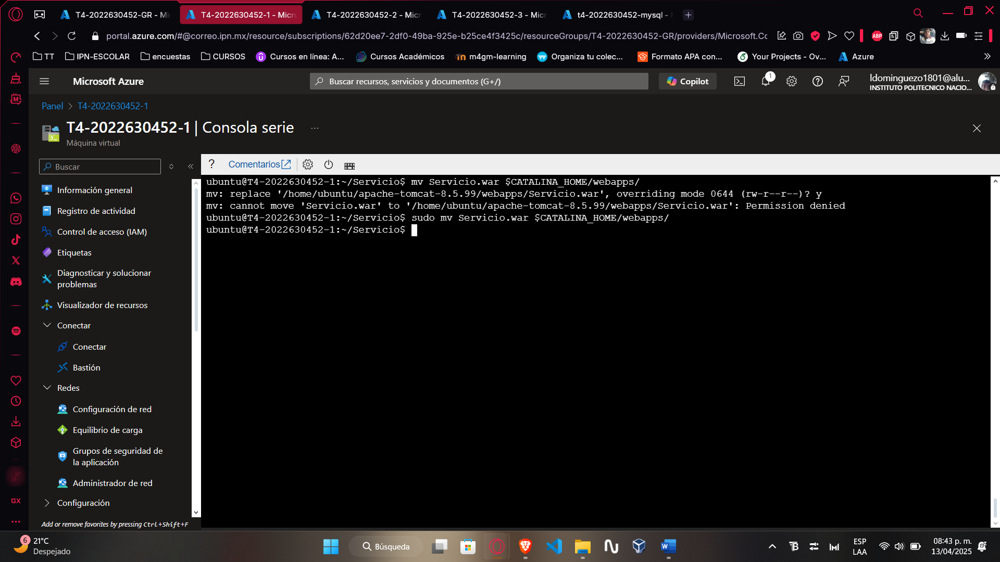 T4-2022630452-GR - Mi
T4-2022630452-1 - Micr
T4-2022630452-2 - Micr
T4-2022630452-3 - Micr
t4-2022630452-mysql -
portal.azure.com/#@correo.ipn.mx/resource/subscriptions/62d20ee7-2df0-49ba-925e-b25ce4f3425c/resourceGroups/T4-2022630452-GR/providers/Microsoft.Cc
ABP
TT
IPN-ESCOLAR
encuestas
CURSOS
Cursos en línea: A...
Cursos Académicos
m4gm-learning
Organiza tu colec...
Formato APA con...
Your Projects - Ov...
Azure
Microsoft Azure
Buscar recursos, servicios y documentos (G+/)
Copilot
1
ldominguezo1801@alu...
INSTITUTO POLITECNICO NACIO...
Panel > T4-2022630452-1
T4-2022630452-1 | Consola serie ...
Máquina virtual
Buscar
Información general
Registro de actividad
Control de acceso (IAM)
Etiquetas
Diagnosticar y solucionar
problemas
Visualizador de recursos
Conectar
Conectar
Bastión
Redes
Configuración de red
Equilibrio de carga
Grupos de seguridad de
la aplicación
Administrador de red
Configuración
Add or remove favorites by pressing Ctrl+Shift+F
? Comentarios
ubuntu@T4-2022630452-1:~/Servicio$ mv Servicio.war $CATALINA_HOME/webapps/
mv: replace '/home/ubuntu/apache-tomcat-8.5.99/webapps/Servicio.war', overriding mode 0644 (rw-r--r--)? y
mv: cannot move 'Servicio.war' to '/home/ubuntu/apache-tomcat-8.5.99/webapps/Servicio.war': Permission denied
ubuntu@T4-2022630452-1:~/Servicio$ sudo mv Servicio.war $CATALINA_HOME/webapps/
ubuntu@T4-2022630452-1:~/Servicio$
GX
6
21°C
Despejado
Búsqueda
ESP
LAA
08:43 p. m.
13/04/2025